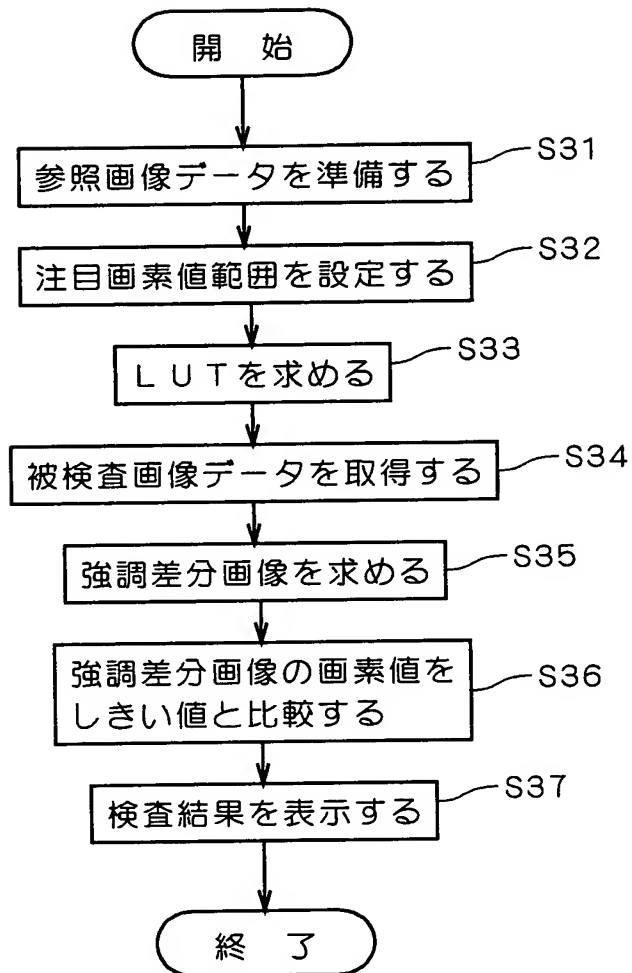 開 始
参照画像データを準備する
S31
注目画素値範囲を設定する
S32
LUTを求める
S33
被検査画像データを取得する
S34
強調差分画像を求める
S35
強調差分画像の画素値を
しきい値と比較する
S36
検査結果を表示する
S37
終 了